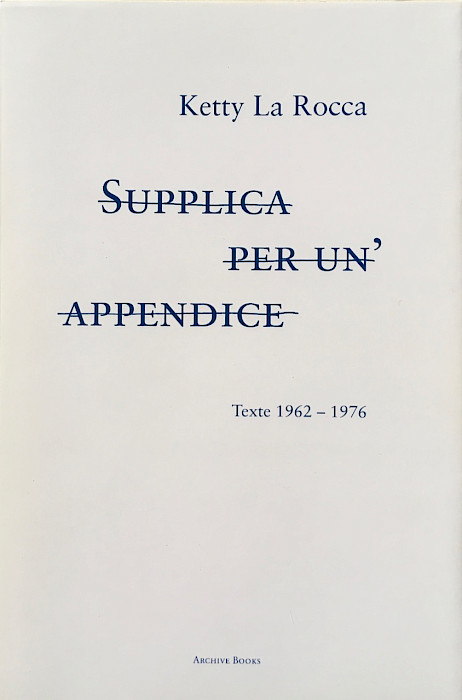 Ketty La Rocca
Supplica
per un’
appendice
Texte 1962 – 1976
Archive Books